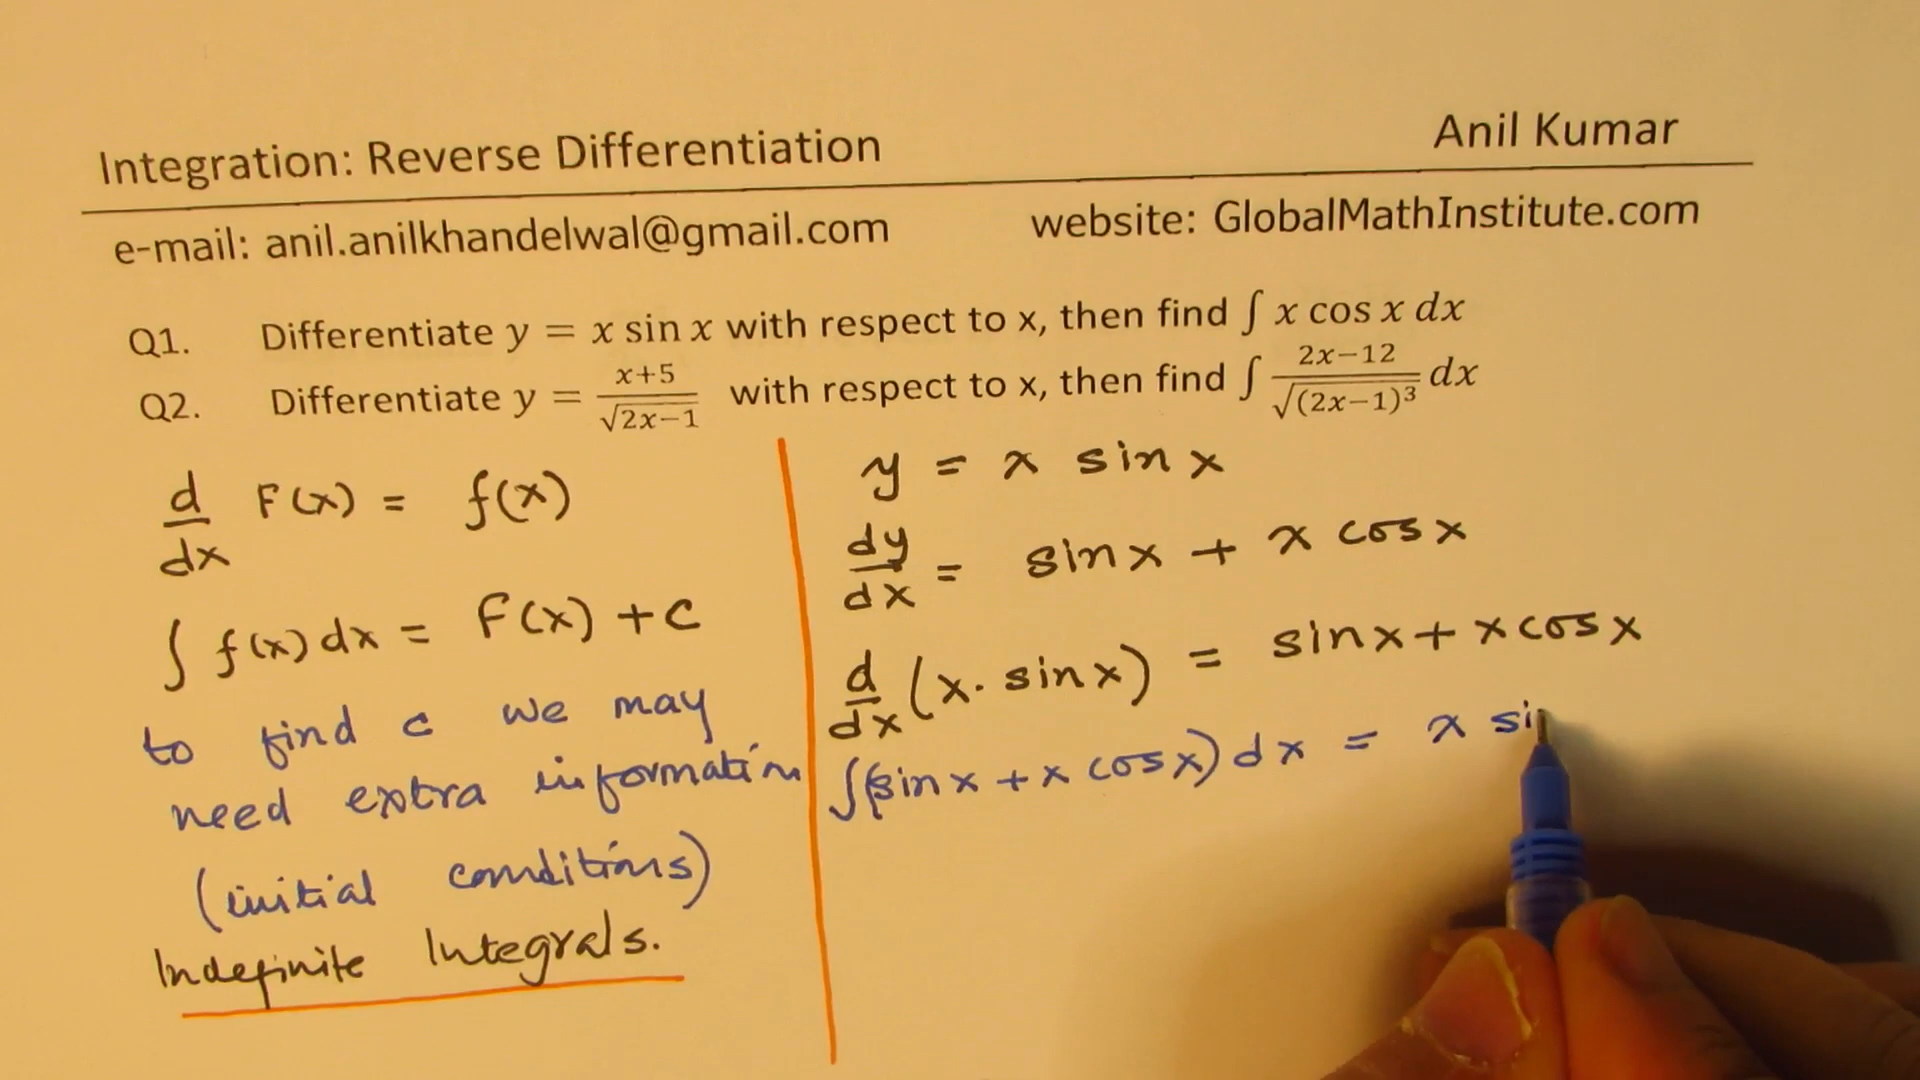 Integration: Reverse Differentiation Anil Kumar
e-mail: anil.anilkhandelwal@gmail.com website: GlobalMathInstitute.com
Q1. Differentiate y = x sin x with respect to x, then find ∫ x cos x dx
Q2. Differentiate y = (x+5)/√(2x−1) with respect to x, then find ∫ (2x−12)/√((2x−1)³) dx
d/dx F(x) = f(x)
∫ f(x) dx = F(x) + C
to find c we may
need extra information
(initial conditions)
Indefinite Integrals.
y = x sin x
dy/dx = sin x + x cos x
d/dx (x· sin x) = sin x + x cos x
∫(sin x + x cos x) dx = x si